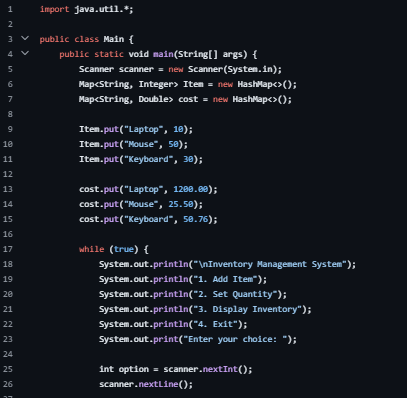 1 import java.util.*;
2
3 public class Main {
4 public static void main(String[] args) {
5 Scanner scanner = new Scanner(System.in);
6 Map<String, Integer> Item = new HashMap<>();
7 Map<String, Double> cost = new HashMap<>();
8
9 Item.put("Laptop", 10);
10 Item.put("Mouse", 50);
11 Item.put("Keyboard", 30);
12
13 cost.put("Laptop", 1200.00);
14 cost.put("Mouse", 25.50);
15 cost.put("Keyboard", 50.76);
16
17 while (true) {
18 System.out.println("\nInventory Management System");
19 System.out.println("1. Add Item");
20 System.out.println("2. Set Quantity");
21 System.out.println("3. Display Inventory");
22 System.out.println("4. Exit");
23 System.out.print("Enter your choice: ");
24
25 int option = scanner.nextInt();
26 scanner.nextLine();